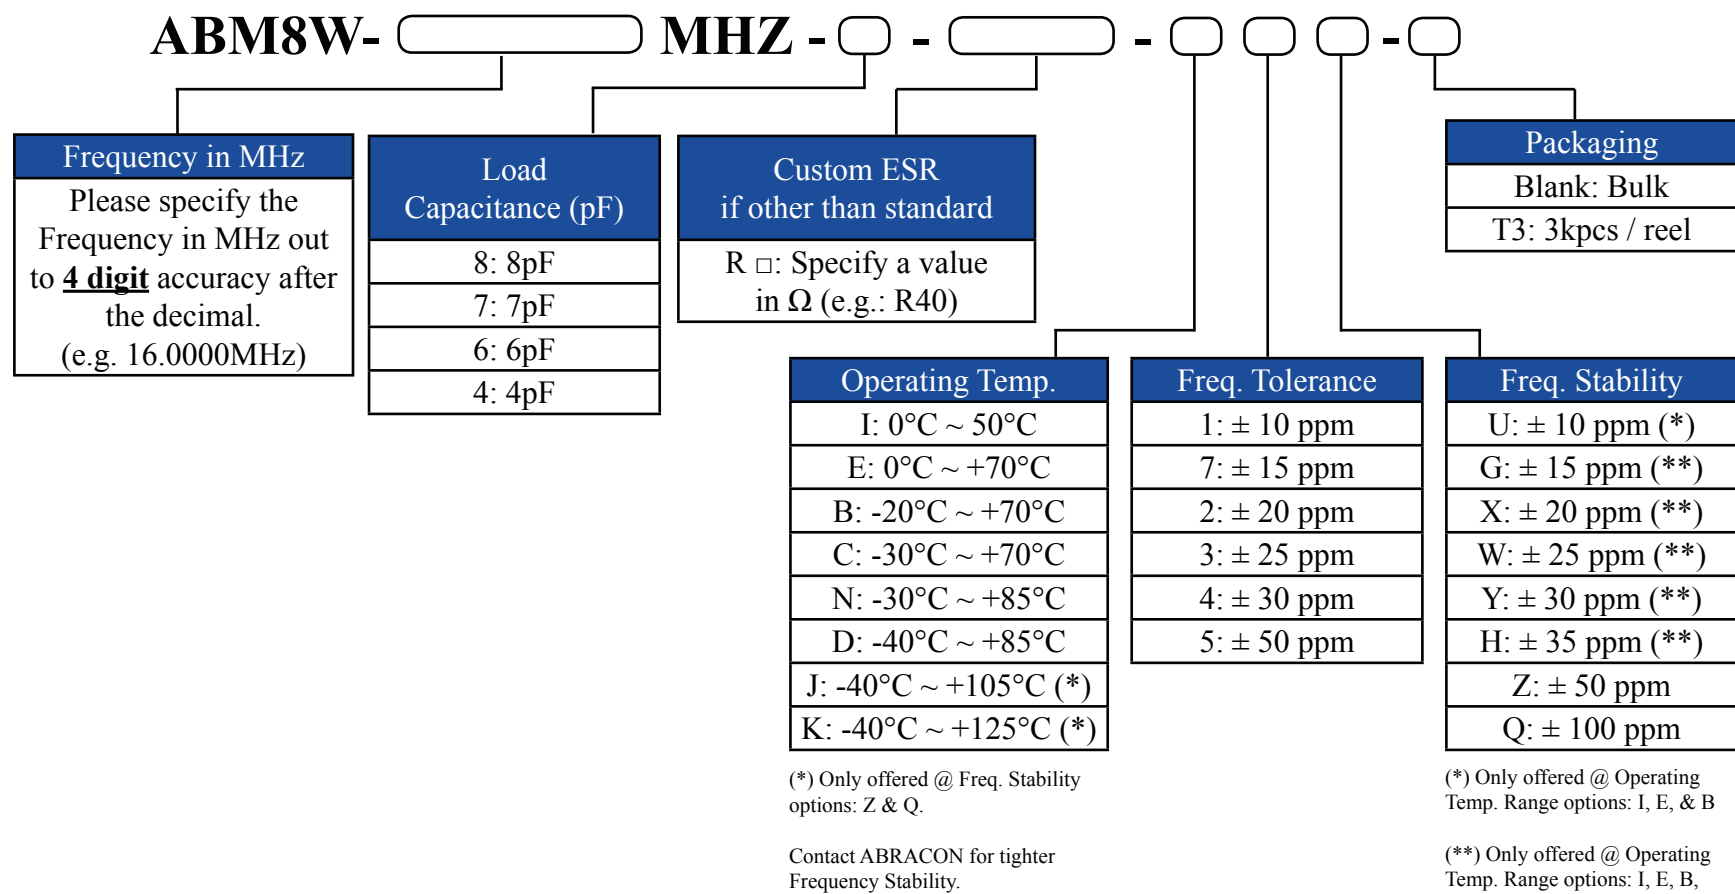 ABM8W- MHZ - - - -
Frequency in MHz
Please specify the
Frequency in MHz out
to 4 digit accuracy after
the decimal.
(e.g. 16.0000MHz)
Load
Capacitance (pF)
8: 8pF
7: 7pF
6: 6pF
4: 4pF
Custom ESR
if other than standard
R □: Specify a value
in Ω (e.g.: R40)
Packaging
Blank: Bulk
T3: 3kpcs / reel
Operating Temp.
I: 0°C ~ 50°C
E: 0°C ~ +70°C
B: -20°C ~ +70°C
C: -30°C ~ +70°C
N: -30°C ~ +85°C
D: -40°C ~ +85°C
J: -40°C ~ +105°C (*)
K: -40°C ~ +125°C (*)
(*) Only offered @ Freq. Stability
options: Z & Q.
Contact ABRACON for tighter
Frequency Stability.
Freq. Tolerance
1: ± 10 ppm
7: ± 15 ppm
2: ± 20 ppm
3: ± 25 ppm
4: ± 30 ppm
5: ± 50 ppm
Freq. Stability
U: ± 10 ppm (*)
G: ± 15 ppm (**)
X: ± 20 ppm (**)
W: ± 25 ppm (**)
Y: ± 30 ppm (**)
H: ± 35 ppm (**)
Z: ± 50 ppm
Q: ± 100 ppm
(*) Only offered @ Operating
Temp. Range options: I, E, & B
(**) Only offered @ Operating
Temp. Range options: I, E, B,